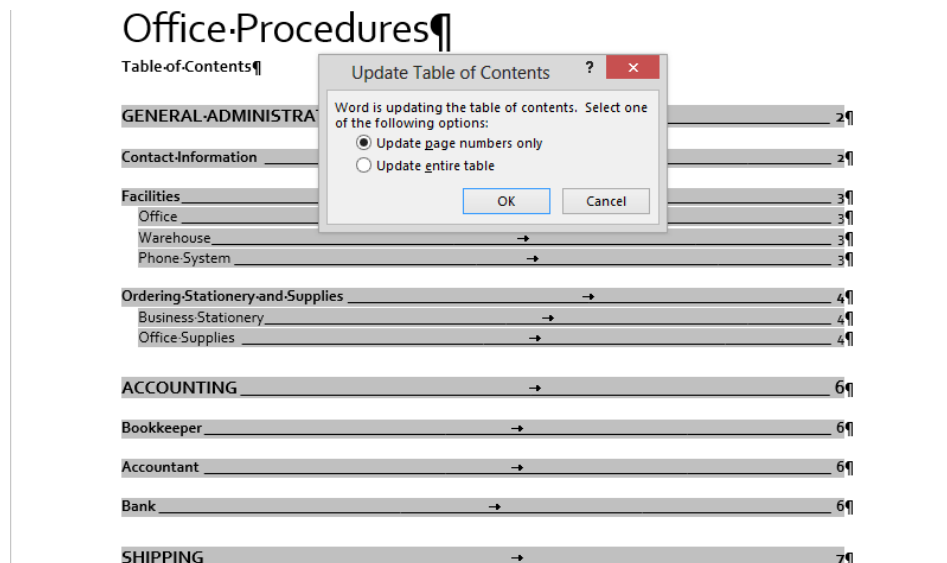 Office·Procedures¶
Table·of·Contents¶
Update Table of Contents ? ×
Word is updating the table of contents. Select one
of the following options:
Update page numbers only
Update entire table
OK Cancel
GENERAL·ADMINISTRAT 2¶
Contact·Information 2¶
Facilities 3¶
Office 3¶
Warehouse → 3¶
Phone·System → 3¶
Ordering·Stationery·and·Supplies → 4¶
Business·Stationery → 4¶
Office·Supplies → 4¶
ACCOUNTING → 6¶
Bookkeeper → 6¶
Accountant → 6¶
Bank → 6¶
SHIPPING → 7¶